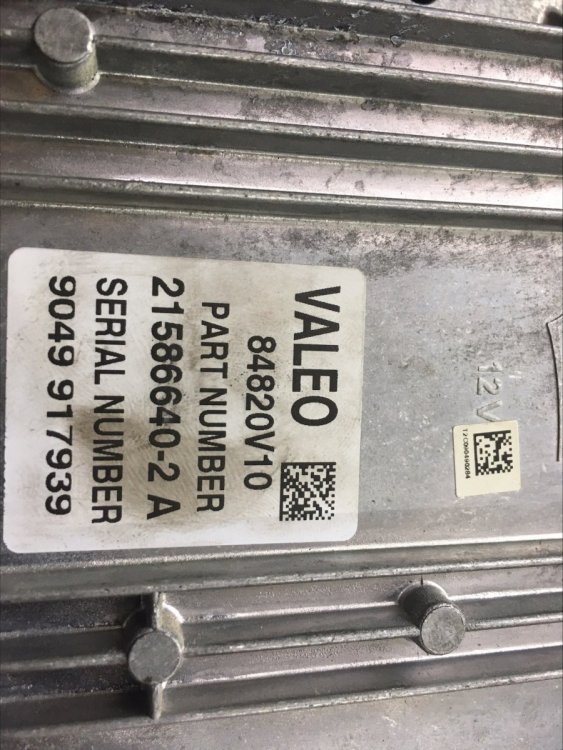 VALEO
84820V10
PART NUMBER
21586640-2 A
SERIAL NUMBER
9049 917939
12V